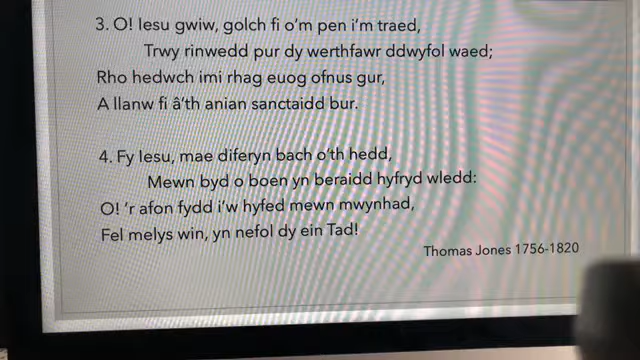 3. O! Iesu gwiw, golch fi o'm pen i'm traed,
Trwy rinwedd pur dy werthfawr ddwyfol waed;
Rho hedwch imi rhag euog ofnus gur,
A llanw fi â'th anian sanctaidd bur.
4. Fy Iesu, mae diferyn bach o'th hedd,
Mewn byd o boen yn beraidd hyfryd wledd:
O! 'r afon fydd i'w hyfed mewn mwynhad,
Fel melys win, yn nefol dy ein Tad!
Thomas Jones 1756-1820